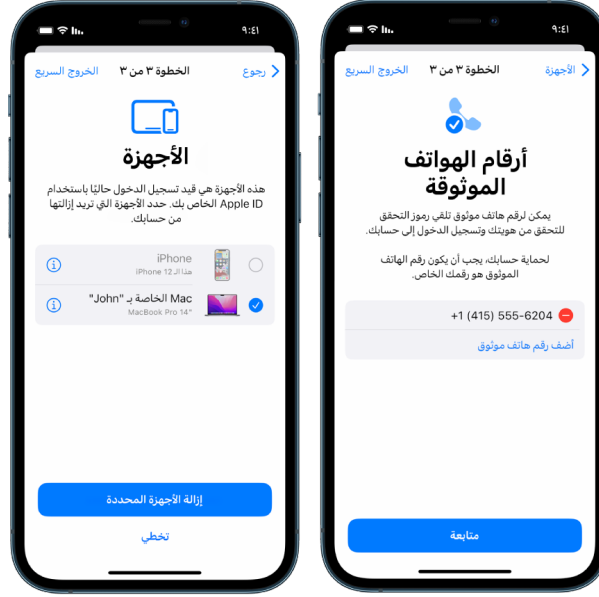 ٩:٤١
رجوع
الخطوة ٣ من ٣
الخروج السريع
الأجهزة
هذه الأجهزة هي قيد تسجيل الدخول حاليًا باستخدام
Apple ID الخاص بك. حدد الأجهزة التي تريد إزالتها
من حسابك.
iPhone
هذا الـ iPhone 12
Mac الخاصة بـ "John"
MacBook Pro 14"
إزالة الأجهزة المحددة
تخطي
٩:٤١
الأجهزة
الخطوة ٣ من ٣
الخروج السريع
أرقام الهواتف
الموثوقة
يمكن لرقم هاتف موثوق تلقي رموز التحقق
للتحقق من هويتك وتسجيل الدخول إلى حسابك.
لحماية حسابك، يجب أن يكون رقم الهاتف
الموثوق هو رقمك الخاص.
+1 (415) 555-6204
أضف رقم هاتف موثوق
متابعة